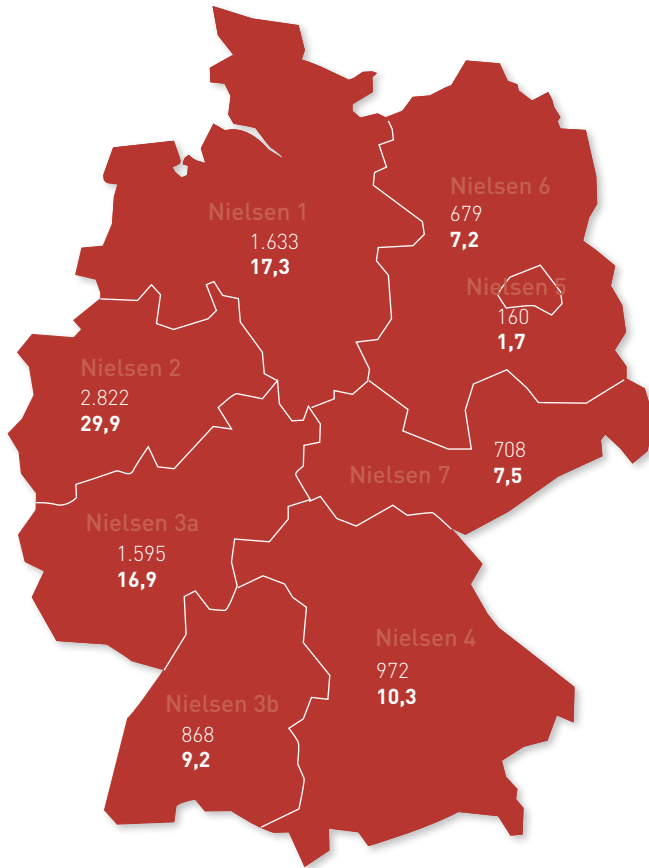 Nielsen 1
1.633
17,3
Nielsen 6
679
7,2
Nielsen 5
160
1,7
Nielsen 2
2.822
29,9
Nielsen 7
708
7,5
Nielsen 3a
1.595
16,9
Nielsen 4
972
10,3
Nielsen 3b
868
9,2